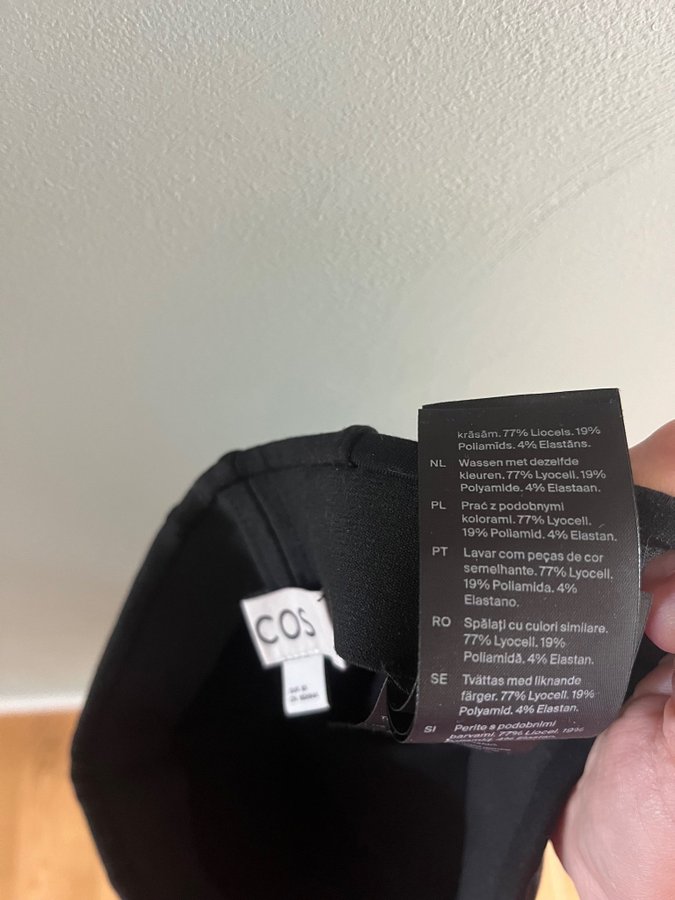 krāsām. 77% Liocels. 19%
Poliamīds. 4% Elastāns.
NL Wassen met dezelfde
kleuren. 77% Lyocell. 19%
Polyamide. 4% Elastaan.
PL Prać z podobnymi
kolorami. 77% Lyocell.
19% Poliamid. 4% Elastan.
PT Lavar com peças de cor
semelhante. 77% Lyocell.
19% Poliamida. 4%
Elastano.
RO Spălați cu culori similare.
77% Lyocell. 19%
Poliamidă. 4% Elastan.
SE Tvättas med liknande
färger. 77% Lyocell. 19%
Polyamid. 4% Elastan.
SI Perite s podobnimi
barvami. 77% Liocel. 19%
COS